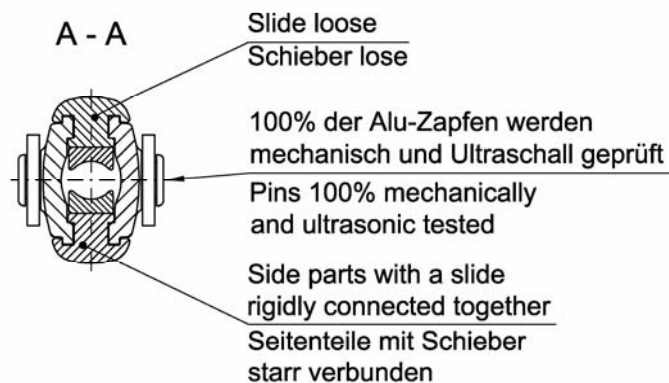 A - A
Slide loose
Schieber lose
100% der Alu-Zapfen werden
mechanisch und Ultraschall geprüft
Pins 100% mechanically
and ultrasonic tested
Side parts with a slide
rigidly connected together
Seitenteile mit Schieber
starr verbunden